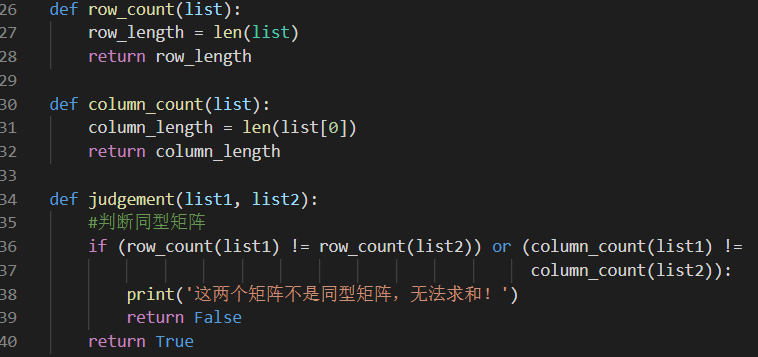 26 def row_count(list):
27     row_length = len(list)
28     return row_length
29
30 def column_count(list):
31     column_length = len(list[0])
32     return column_length
33
34 def judgement(list1, list2):
35     #判断同型矩阵
36     if (row_count(list1) != row_count(list2)) or (column_count(list1) !=
37                                                   column_count(list2)):
38         print('这两个矩阵不是同型矩阵，无法求和！')
39         return False
40     return True